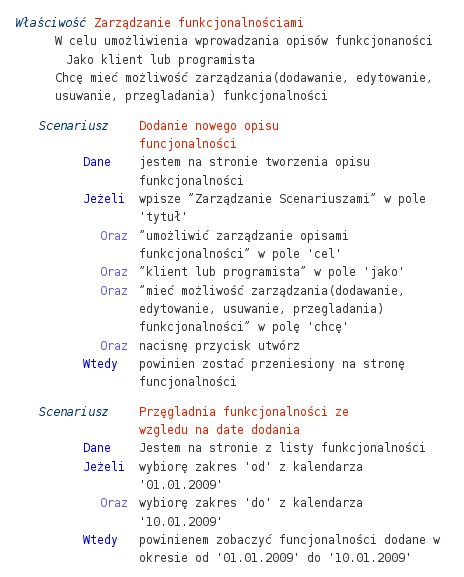 Właściwość Zarządzanie funkcjonalnościami
W celu umożliwienia wprowadzania opisów funkcjonaności
Jako klient lub programista
Chcę mieć możliwość zarządzania(dodawanie, edytowanie,
usuwanie, przegladania) funkcjonalności
Scenariusz Dodanie nowego opisu
funcjonalności
Dane jestem na stronie tworzenia opisu
funkcjonalności
Jeżeli wpisze ”Zarządzanie Scenariuszami” w pole
'tytuł'
Oraz ”umożliwić zarządzanie opisami
funkcjonalności” w pole 'cel'
Oraz ”klient lub programista” w pole 'jako'
Oraz ”mieć możliwość zarządzania(dodawanie,
edytowanie, usuwanie, przegladania)
funkcjonalności” w polę 'chcę'
Oraz nacisnę przycisk utwórz
Wtedy powinien zostać przeniesiony na stronę
funcjonalności
Scenariusz Przęgladnia funkcjonalności ze
wzgledu na date dodania
Dane Jestem na stronie z listy funkcjonalności
Jeżeli wybiorę zakres 'od' z kalendarza
'01.01.2009'
Oraz wybiorę zakres 'do' z kalendarza
'10.01.2009'
Wtedy powinienem zobaczyć funcjonalności dodane w
okresie od '01.01.2009' do '10.01.2009'